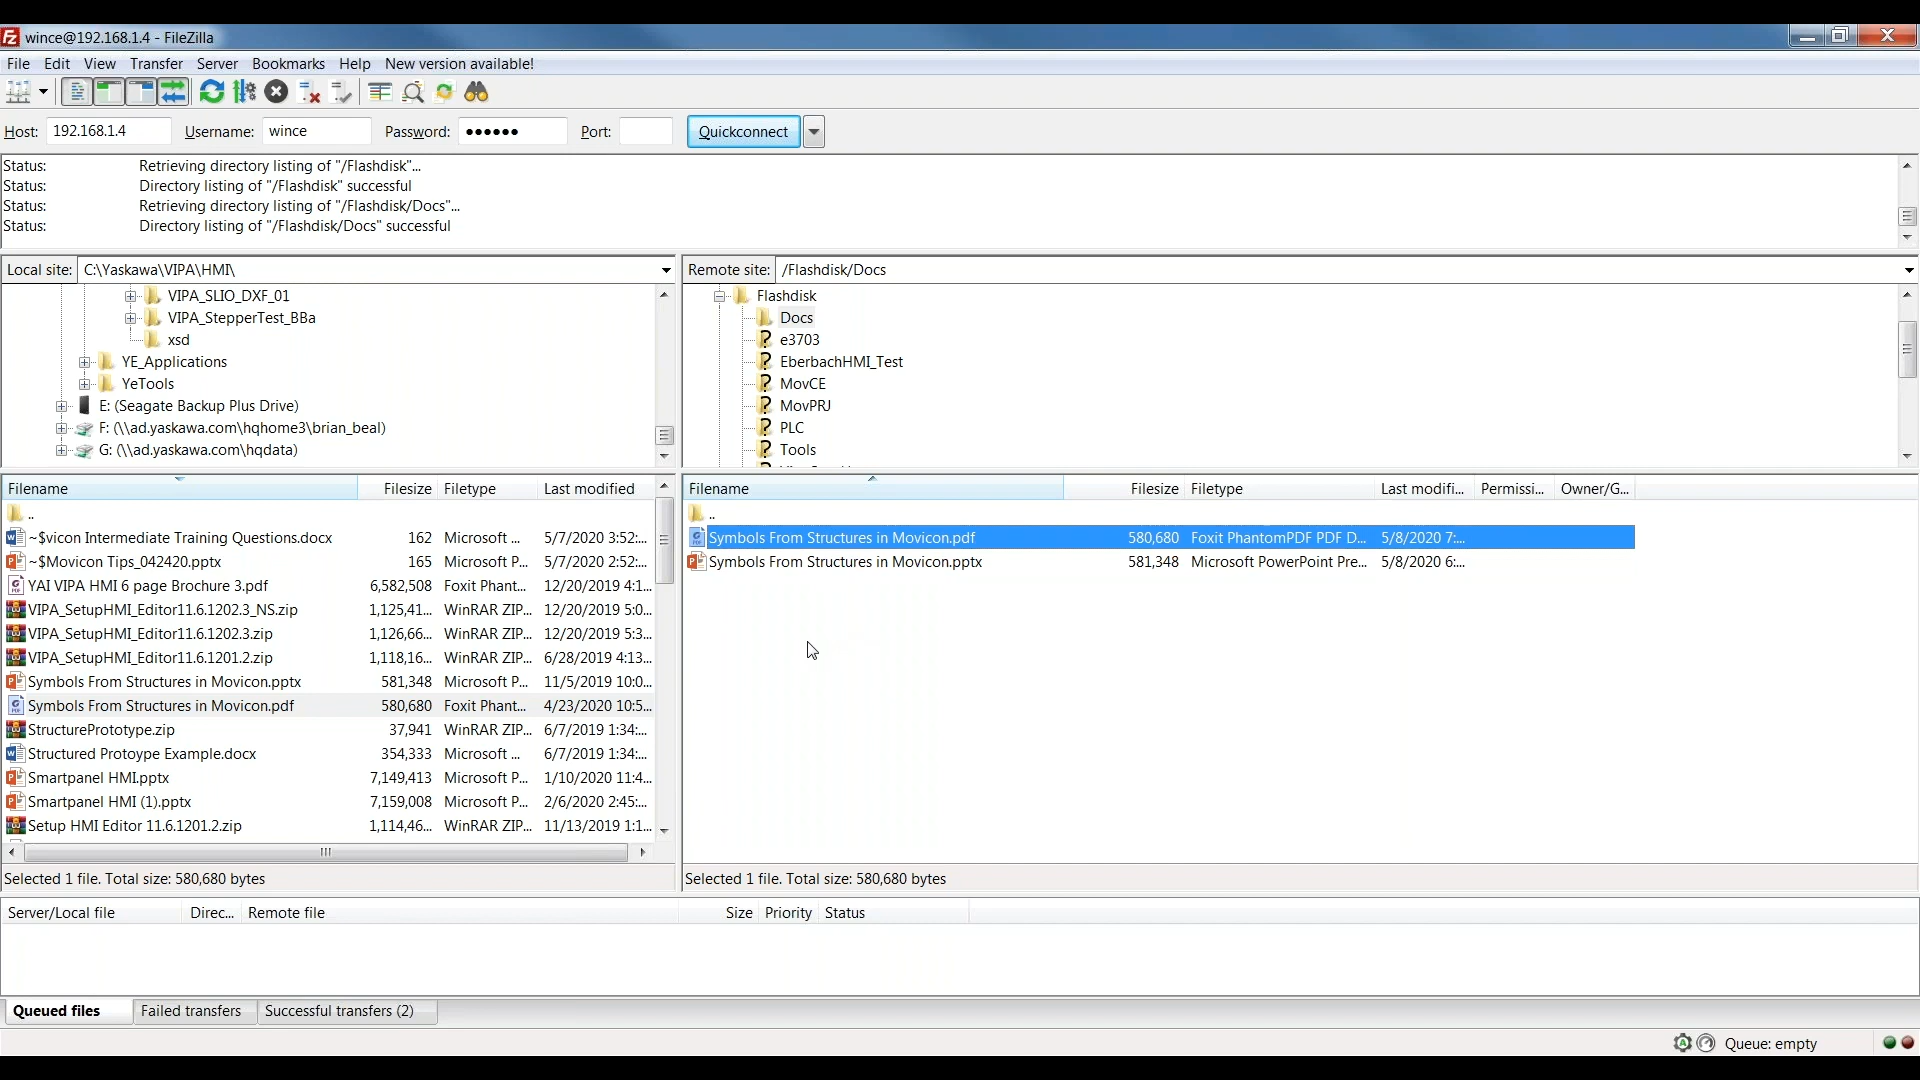 wince@192.168.1.4 - FileZilla
File Edit View Transfer Server Bookmarks Help New version available!
Host: 192.168.1.4 Username: wince Password: ●●●●●● Port: Quickconnect
Status: Retrieving directory listing of "/Flashdisk"...
Status: Directory listing of "/Flashdisk" successful
Status: Retrieving directory listing of "/Flashdisk/Docs"...
Status: Directory listing of "/Flashdisk/Docs" successful
Local site: C:\Yaskawa\VIPA\HMI\
VIPA_SLIO_DXF_01
VIPA_StepperTest_BBa
xsd
YE_Applications
YeTools
E: (Seagate Backup Plus Drive)
F: (\\ad.yaskawa.com\hqhome3\brian_beal)
G: (\\ad.yaskawa.com\hqdata)
Remote site: /Flashdisk/Docs
Flashdisk
Docs
e3703
EberbachHMI_Test
MovCE
MovPRJ
PLC
Tools
Filename Filesize Filetype Last modified
..
~$vicon Intermediate Training Questions.docx 162 Microsoft ... 5/7/2020 3:52:...
~$Movicon Tips_042420.pptx 165 Microsoft P... 5/7/2020 2:52:...
YAI VIPA HMI 6 page Brochure 3.pdf 6,582,508 Foxit Phant... 12/20/2019 4:1...
VIPA_SetupHMI_Editor11.6.1202.3_NS.zip 1,125,41... WinRAR ZIP... 12/20/2019 5:0...
VIPA_SetupHMI_Editor11.6.1202.3.zip 1,126,66... WinRAR ZIP... 12/20/2019 5:3...
VIPA_SetupHMI_Editor11.6.1201.2.zip 1,118,16... WinRAR ZIP... 6/28/2019 4:13...
Symbols From Structures in Movicon.pptx 581,348 Microsoft P... 11/5/2019 10:0...
Symbols From Structures in Movicon.pdf 580,680 Foxit Phant... 4/23/2020 10:5...
StructurePrototype.zip 37,941 WinRAR ZIP... 6/7/2019 1:34:...
Structured Protoype Example.docx 354,333 Microsoft ... 6/7/2019 1:34:...
Smartpanel HMI.pptx 7,149,413 Microsoft P... 1/10/2020 11:4...
Smartpanel HMI (1).pptx 7,159,008 Microsoft P... 2/6/2020 2:45:...
Setup HMI Editor 11.6.1201.2.zip 1,114,46... WinRAR ZIP... 11/13/2019 1:1...
Selected 1 file. Total size: 580,680 bytes
Filename Filesize Filetype Last modifi... Permissi... Owner/G...
..
Symbols From Structures in Movicon.pdf 580,680 Foxit PhantomPDF PDF D... 5/8/2020 7:...
Symbols From Structures in Movicon.pptx 581,348 Microsoft PowerPoint Pre... 5/8/2020 6:...
Selected 1 file. Total size: 580,680 bytes
Server/Local file Direc... Remote file Size Priority Status
Queued files Failed transfers Successful transfers (2)
Queue: empty